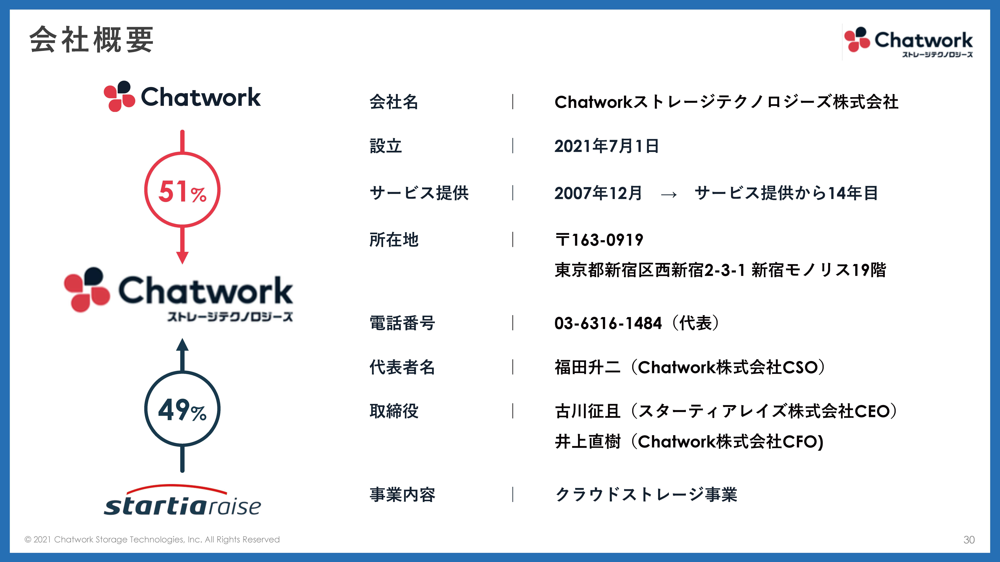 会社概要
Chatwork
ストレージテクノロジーズ
Chatwork
51%
Chatwork
ストレージテクノロジーズ
49%
startiaraise
会社名 | Chatworkストレージテクノロジーズ株式会社
設立 | 2021年7月1日
サービス提供 | 2007年12月 → サービス提供から14年目
所在地 | 〒163-0919
東京都新宿区西新宿2-3-1 新宿モノリス19階
電話番号 | 03-6316-1484（代表）
代表者名 | 福田升二（Chatwork株式会社CSO）
取締役 | 古川征且（スターティアレイズ株式会社CEO）
井上直樹（Chatwork株式会社CFO)
事業内容 | クラウドストレージ事業
© 2021 Chatwork Storage Technologies, Inc. All Rights Reserved
30